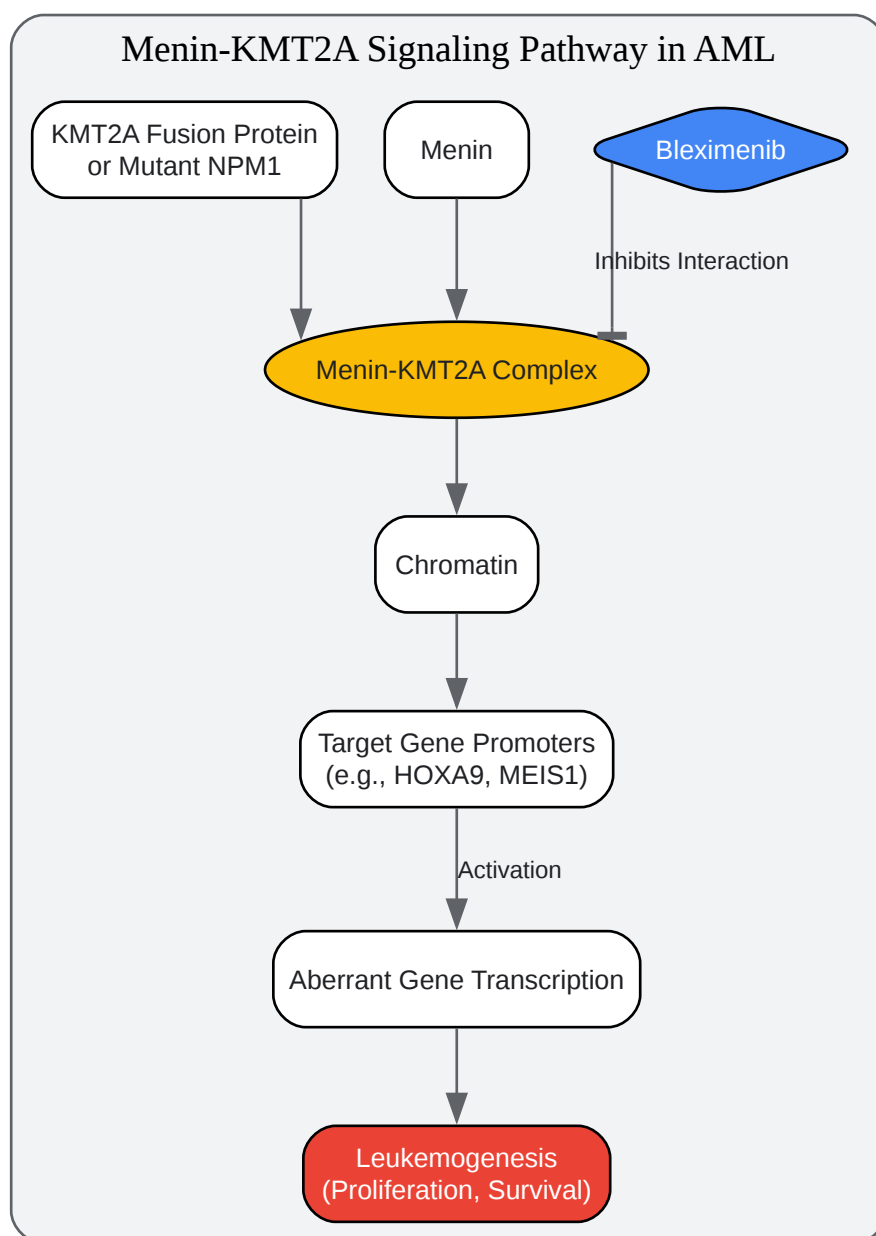 Menin-KMT2A Signaling Pathway in AML
KMT2A Fusion Protein
or Mutant NPM1
Menin
Bleximenib
Inhibits Interaction
Menin-KMT2A Complex
Chromatin
Target Gene Promoters
(e.g., HOXA9, MEIS1)
Activation
Aberrant Gene Transcription
Leukemogenesis
(Proliferation, Survival)